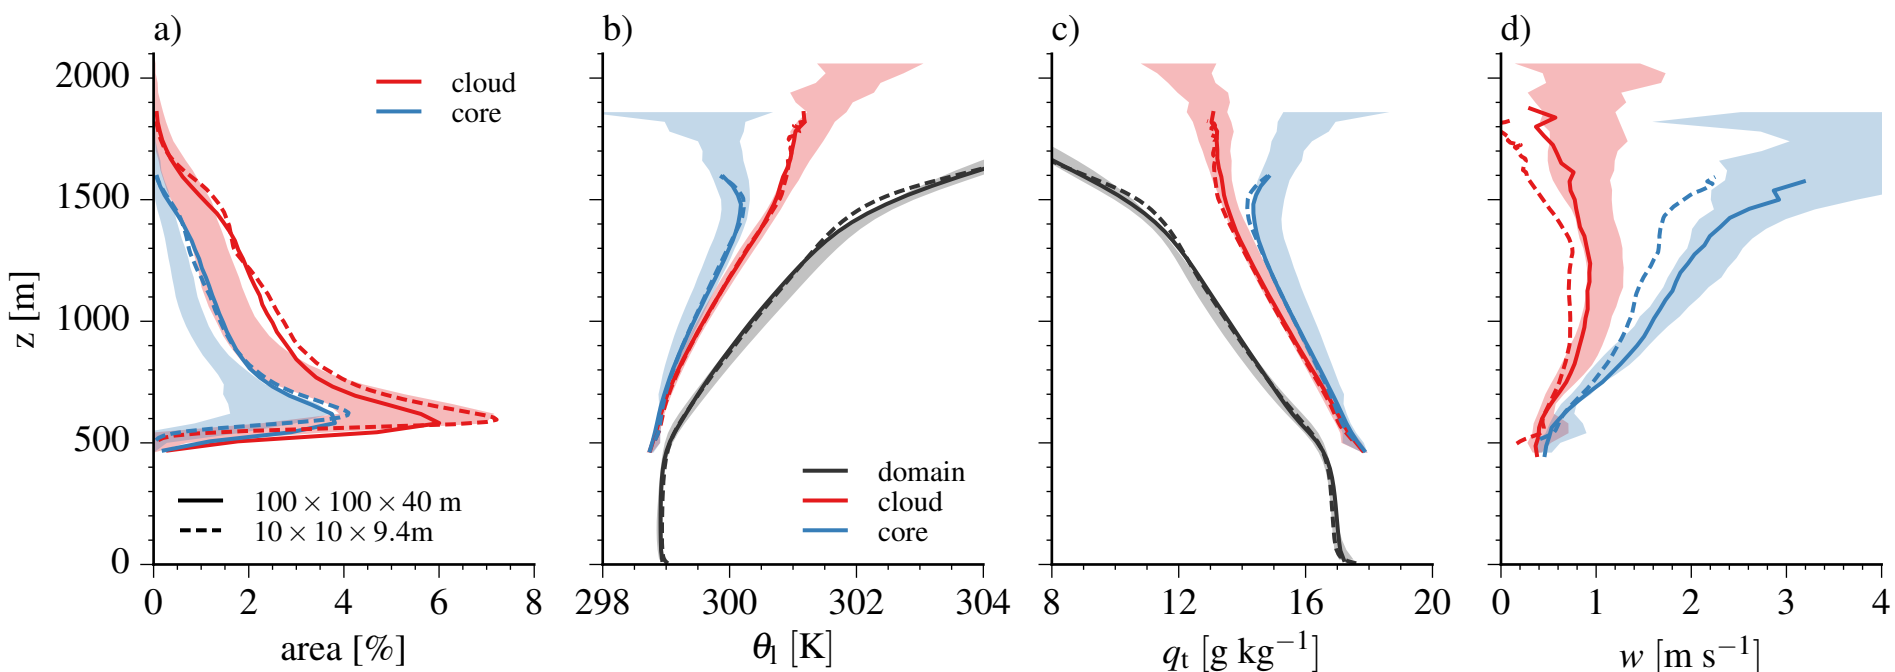 a)
b)
c)
d)
cloud
core
2000
1500
1000
500
0
z [m]
100 × 100 × 40 m
10 × 10 × 9.4m
domain
cloud
core
0 2 4 6 8
298 300 302 304
8 12 16 20
0 1 2 3 4
area [%]
θl [K]
qt [g kg−1]
w [m s−1]